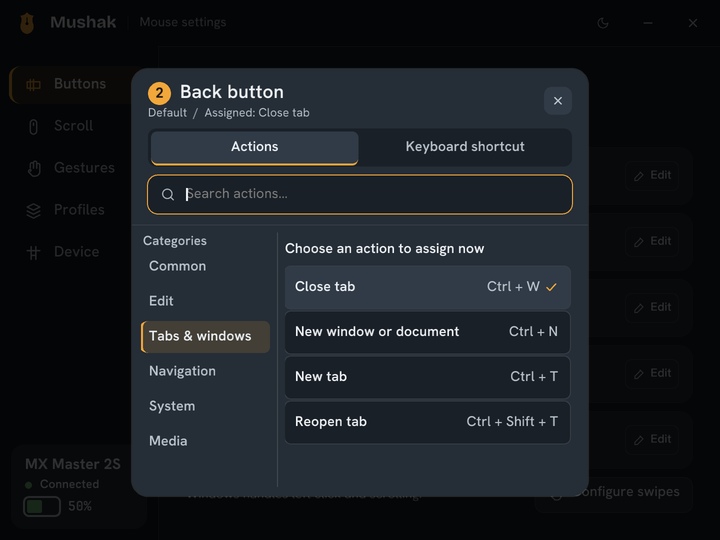 Mushak Mouse settings
Buttons
Scroll
Gestures
Profiles
Device
MX Master 2S
Connected
50%
2 Back button
Default / Assigned: Close tab
Actions Keyboard shortcut
Search actions...
Categories
Common
Edit
Tabs & windows
Navigation
System
Media
Choose an action to assign now
Close tab Ctrl + W
New window or document Ctrl + N
New tab Ctrl + T
Reopen tab Ctrl + Shift + T
Edit
Edit
Edit
Edit
Edit
onfigure swipes